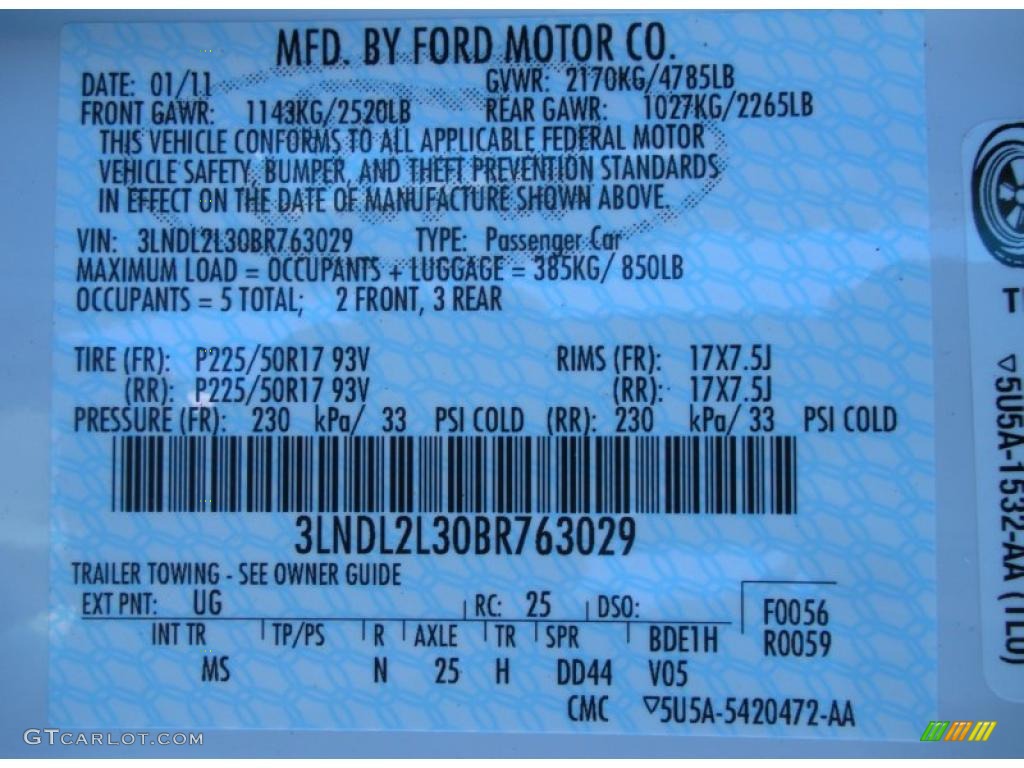 MFD. BY FORD MOTOR CO.
DATE: 01/11 GVWR: 2170KG/4785LB
FRONT GAWR: 1143KG/2520LB REAR GAWR: 1027KG/2265LB
THIS VEHICLE CONFORMS TO ALL APPLICABLE FEDERAL MOTOR
VEHICLE SAFETY, BUMPER, AND THEFT PREVENTION STANDARDS
IN EFFECT ON THE DATE OF MANUFACTURE SHOWN ABOVE.
VIN: 3LNDL2L30BR763029 TYPE: Passenger Car
MAXIMUM LOAD = OCCUPANTS + LUGGAGE = 385KG/ 850LB
OCCUPANTS = 5 TOTAL; 2 FRONT, 3 REAR
TIRE (FR): P225/50R17 93V RIMS (FR): 17X7.5J
(RR): P225/50R17 93V (RR): 17X7.5J
PRESSURE (FR): 230 kPa/ 33 PSI COLD (RR): 230 kPa/ 33 PSI COLD
3LNDL2L30BR763029
TRAILER TOWING - SEE OWNER GUIDE
EXT PNT: UG RC: 25 DSO: F0056
INT TR TP/PS R AXLE TR SPR BDE1H R0059
MS N 25 H DD44 V05
CMC ▽5U5A-5420472-AA
T
▽5U5A-1532-AA (TL0)
GTCARLOT.COM